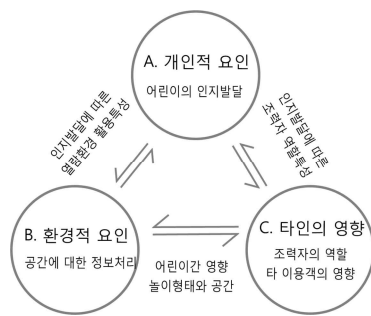 A. 개인적 요인
어린이의 인지발달
인지발달에 따른
열람환경 활용특성
인지발달에 따른
조력자 역할특성
B. 환경적 요인
공간에 대한 정보처리
어린이간 영향
놀이형태와 공간
C. 타인의 영향
조력자의 역할
타 이용객의 영향